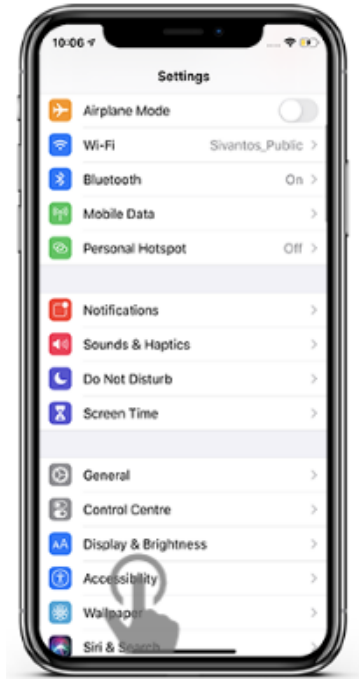 10:06
Settings
Airplane Mode
Wi-Fi Sivantos_Public
Bluetooth On
Mobile Data
Personal Hotspot Off
Notifications
Sounds & Haptics
Do Not Disturb
Screen Time
General
Control Centre
AA Display & Brightness
Accessibility
Wallpaper
Siri & Search